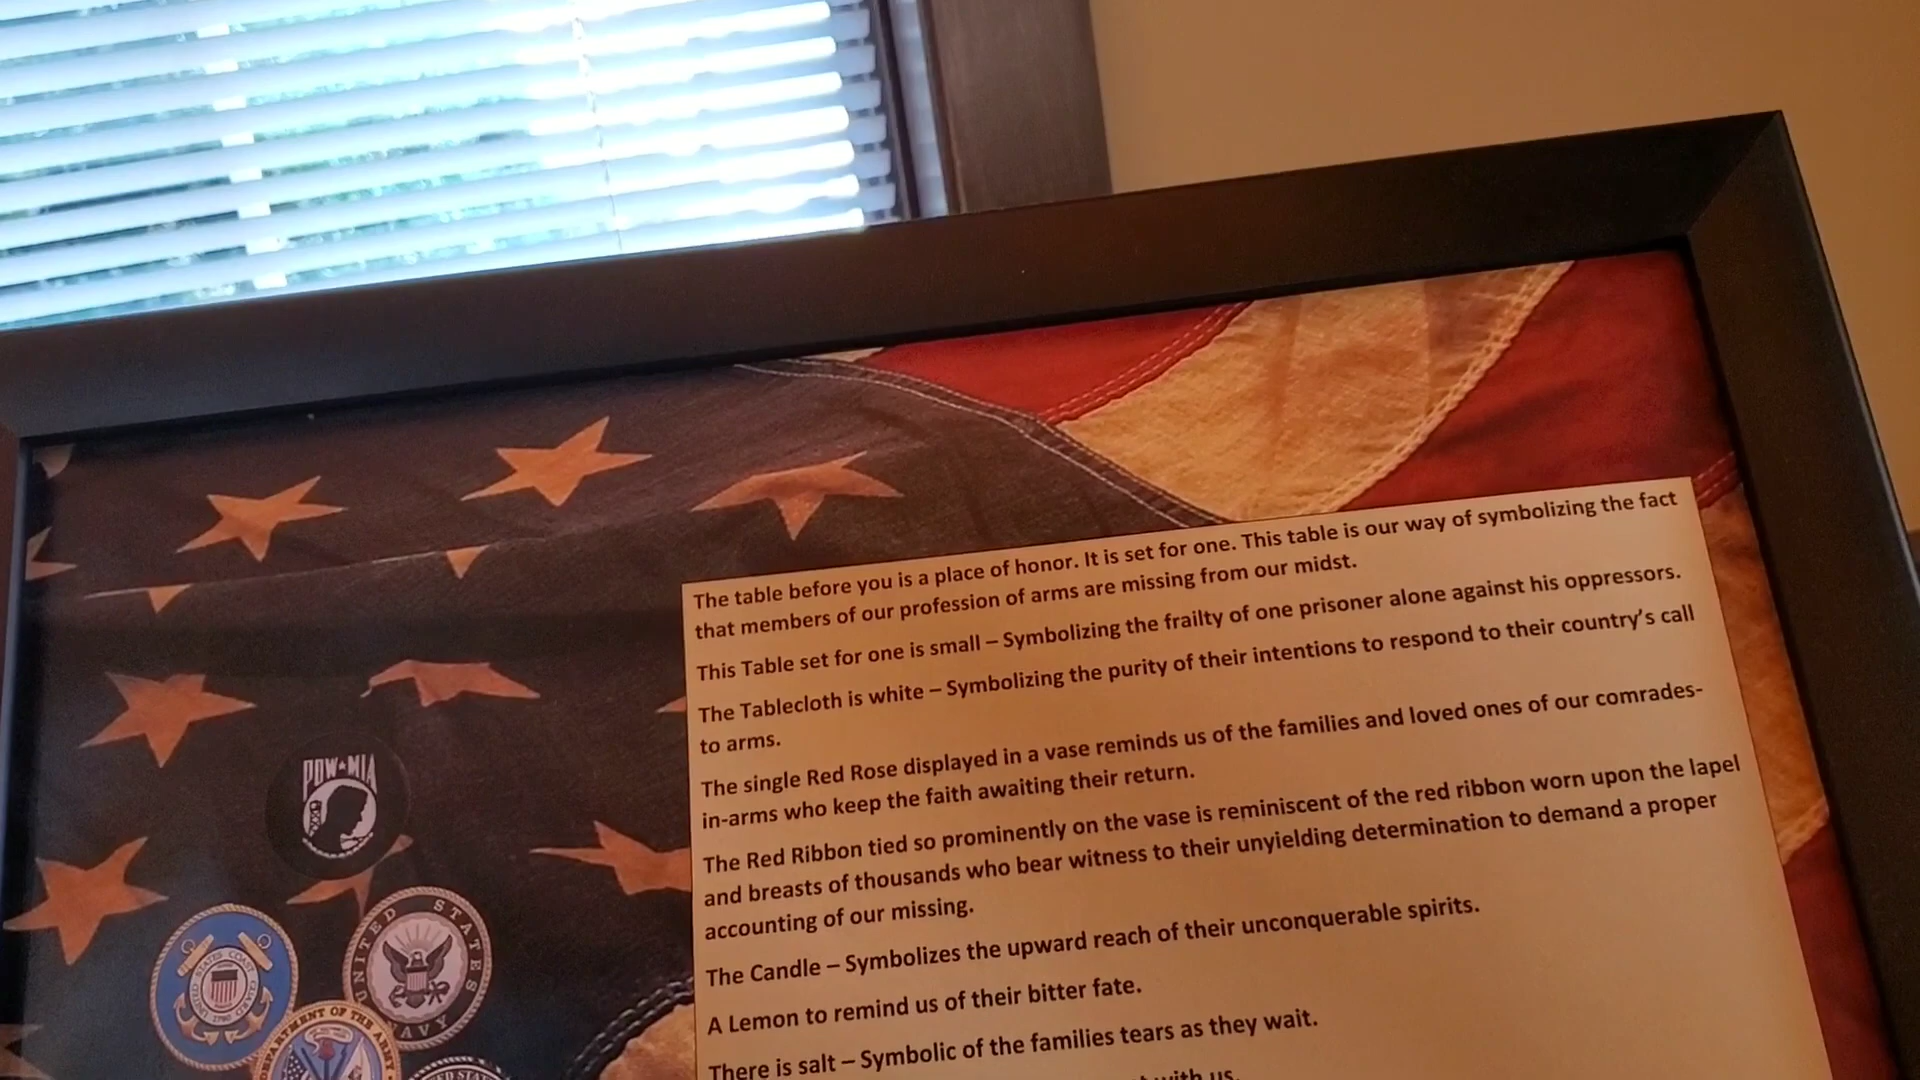 The table before you is a place of honor. It is set for one. This table is our way of symbolizing the fact
that members of our profession of arms are missing from our midst.
This Table set for one is small – Symbolizing the frailty of one prisoner alone against his oppressors.
The Tablecloth is white – Symbolizing the purity of their intentions to respond to their country's call
to arms.
The single Red Rose displayed in a vase reminds us of the families and loved ones of our comrades-
in-arms who keep the faith awaiting their return.
The Red Ribbon tied so prominently on the vase is reminiscent of the red ribbon worn upon the lapel
and breasts of thousands who bear witness to their unyielding determination to demand a proper
accounting of our missing.
The Candle – Symbolizes the upward reach of their unconquerable spirits.
A Lemon to remind us of their bitter fate.
There is salt – Symbolic of the families tears as they wait.
with us.
POW★MIA
UNITED STATES COAST GUARD
1790
UNITED STATES NAVY
DEPARTMENT OF THE ARMY